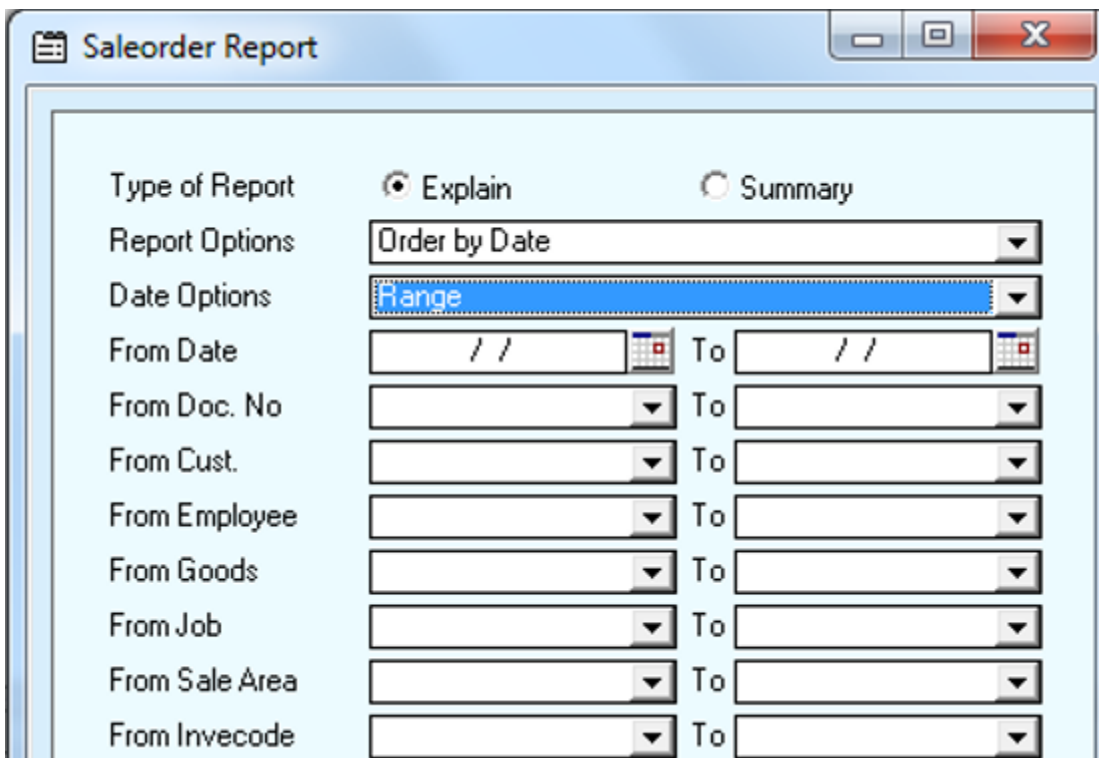 Saleorder Report
Type of Report Explain Summary
Report Options Order by Date
Date Options Range
From Date / / To / /
From Doc. No To
From Cust. To
From Employee To
From Goods To
From Job To
From Sale Area To
From Invecode To